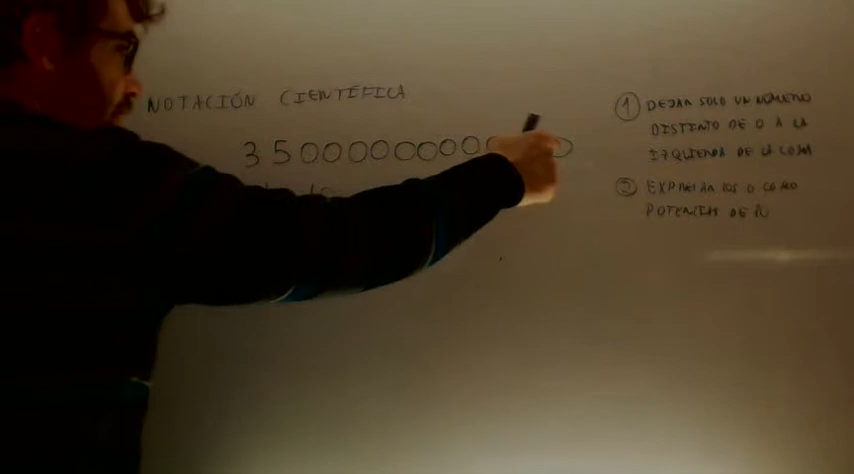 NOTACIÓN CIENTÍFICA
35000000000
① DEJAR SOLO UN NÚMERO
DISTINTO DE 0 A LA
IZQUIERDA DE LA COMA
② EXPRESAR LOS 0 COMO
POTENCIAS DE 10